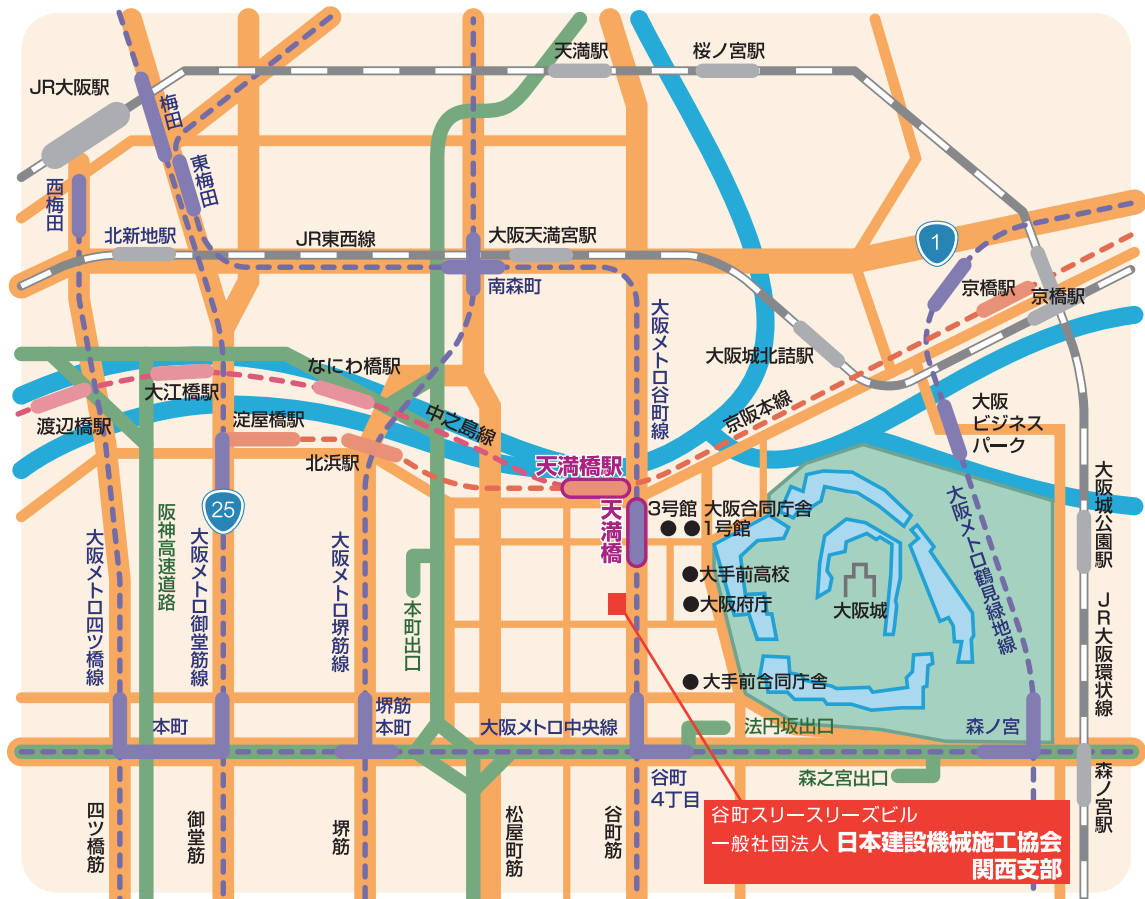 天満駅
桜ノ宮駅
JR大阪駅
梅田
東梅田
西梅田
北新地駅
JR東西線
大阪天満宮駅
南森町
1
京橋駅
京橋駅
大阪メトロ谷町線
大阪城北詰駅
なにわ橋駅
大江橋駅
渡辺橋駅
淀屋橋駅
中之島線
京阪本線
北浜駅
大阪
ビジネス
パーク
天満橋駅
天満橋
25
3号館 大阪合同庁舎
1号館
大手前高校
大阪府庁
大阪城
大手前合同庁舎
大阪メトロ四ツ橋線
阪神高速道路
大阪メトロ御堂筋線
大阪メトロ堺筋線
本町出口
大阪メトロ鶴見緑地線
大阪城公園駅
JR大阪環状線
本町
堺筋
本町
大阪メトロ中央線
法円坂出口
森ノ宮
森之宮出口
森ノ宮駅
谷町
4丁目
四ツ橋筋
御堂筋
堺筋
松屋町筋
谷町筋
谷町スリースリーズビル
一般社団法人 日本建設機械施工協会
関西支部